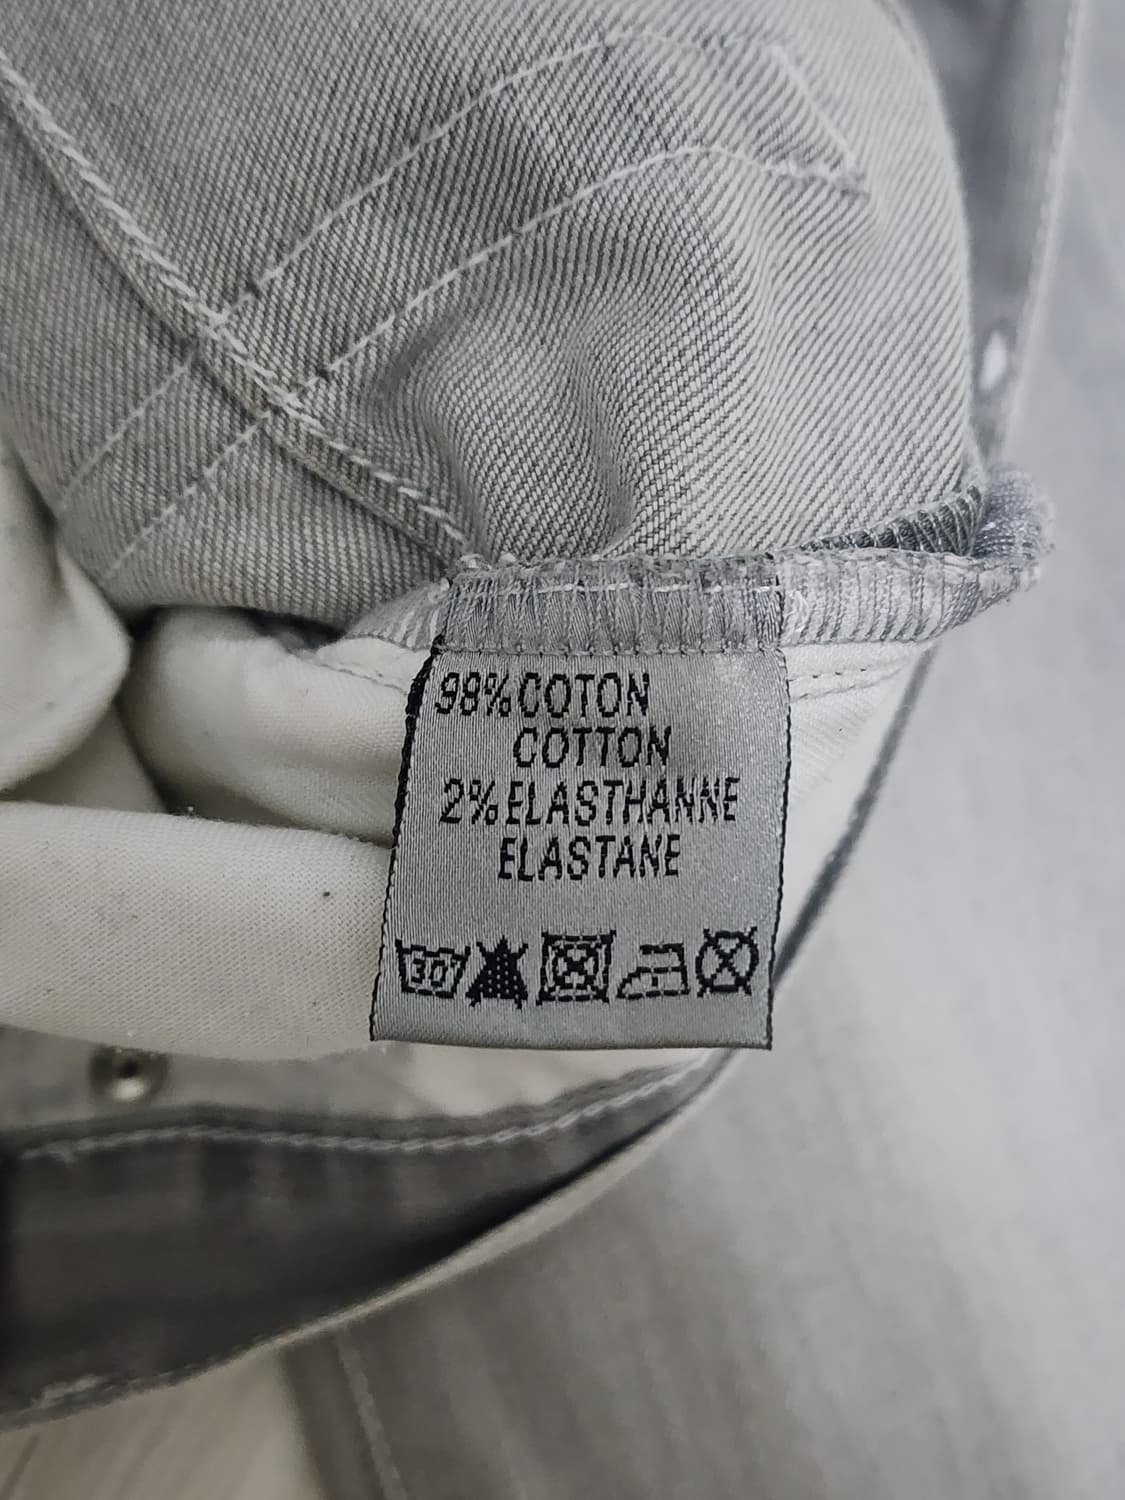 98% COTON
COTTON
2% ELASTHANNE
ELASTANE
30